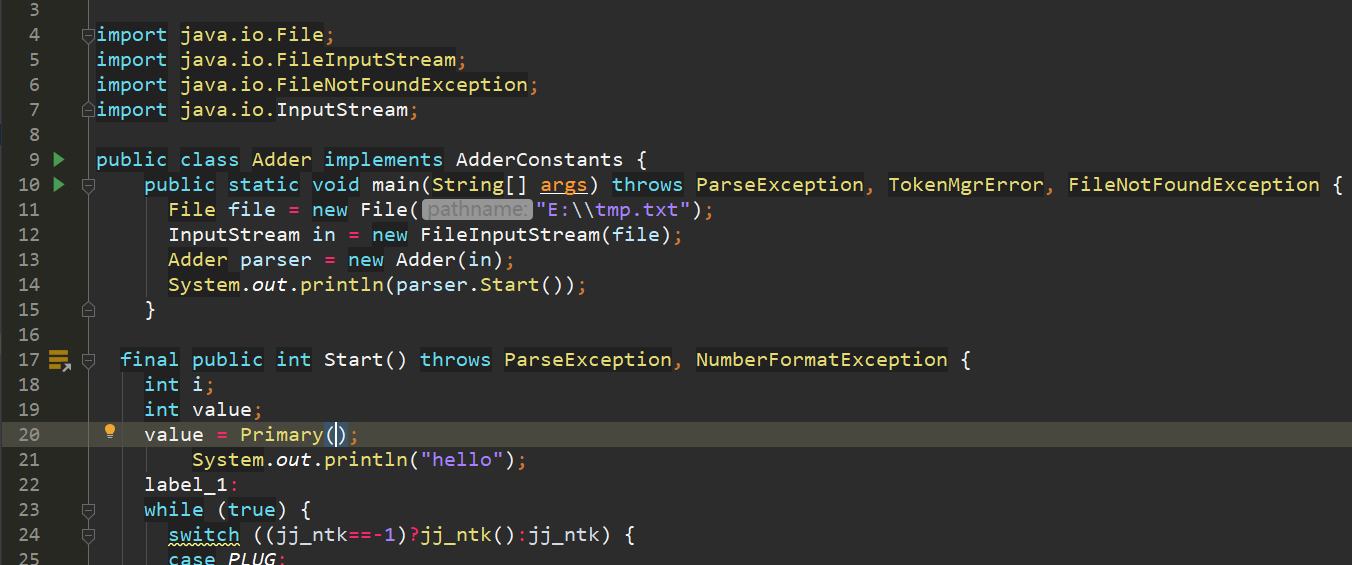 3
4 import java.io.File;
5 import java.io.FileInputStream;
6 import java.io.FileNotFoundException;
7 import java.io.InputStream;
8
9 public class Adder implements AdderConstants {
10 public static void main(String[] args) throws ParseException, TokenMgrError, FileNotFoundException {
11 File file = new File( pathname: "E:\\tmp.txt");
12 InputStream in = new FileInputStream(file);
13 Adder parser = new Adder(in);
14 System.out.println(parser.Start());
15 }
16
17 final public int Start() throws ParseException, NumberFormatException {
18 int i;
19 int value;
20 value = Primary();
21 System.out.println("hello");
22 label_1:
23 while (true) {
24 switch ((jj_ntk==-1)?jj_ntk():jj_ntk) {
25 case PLUG: